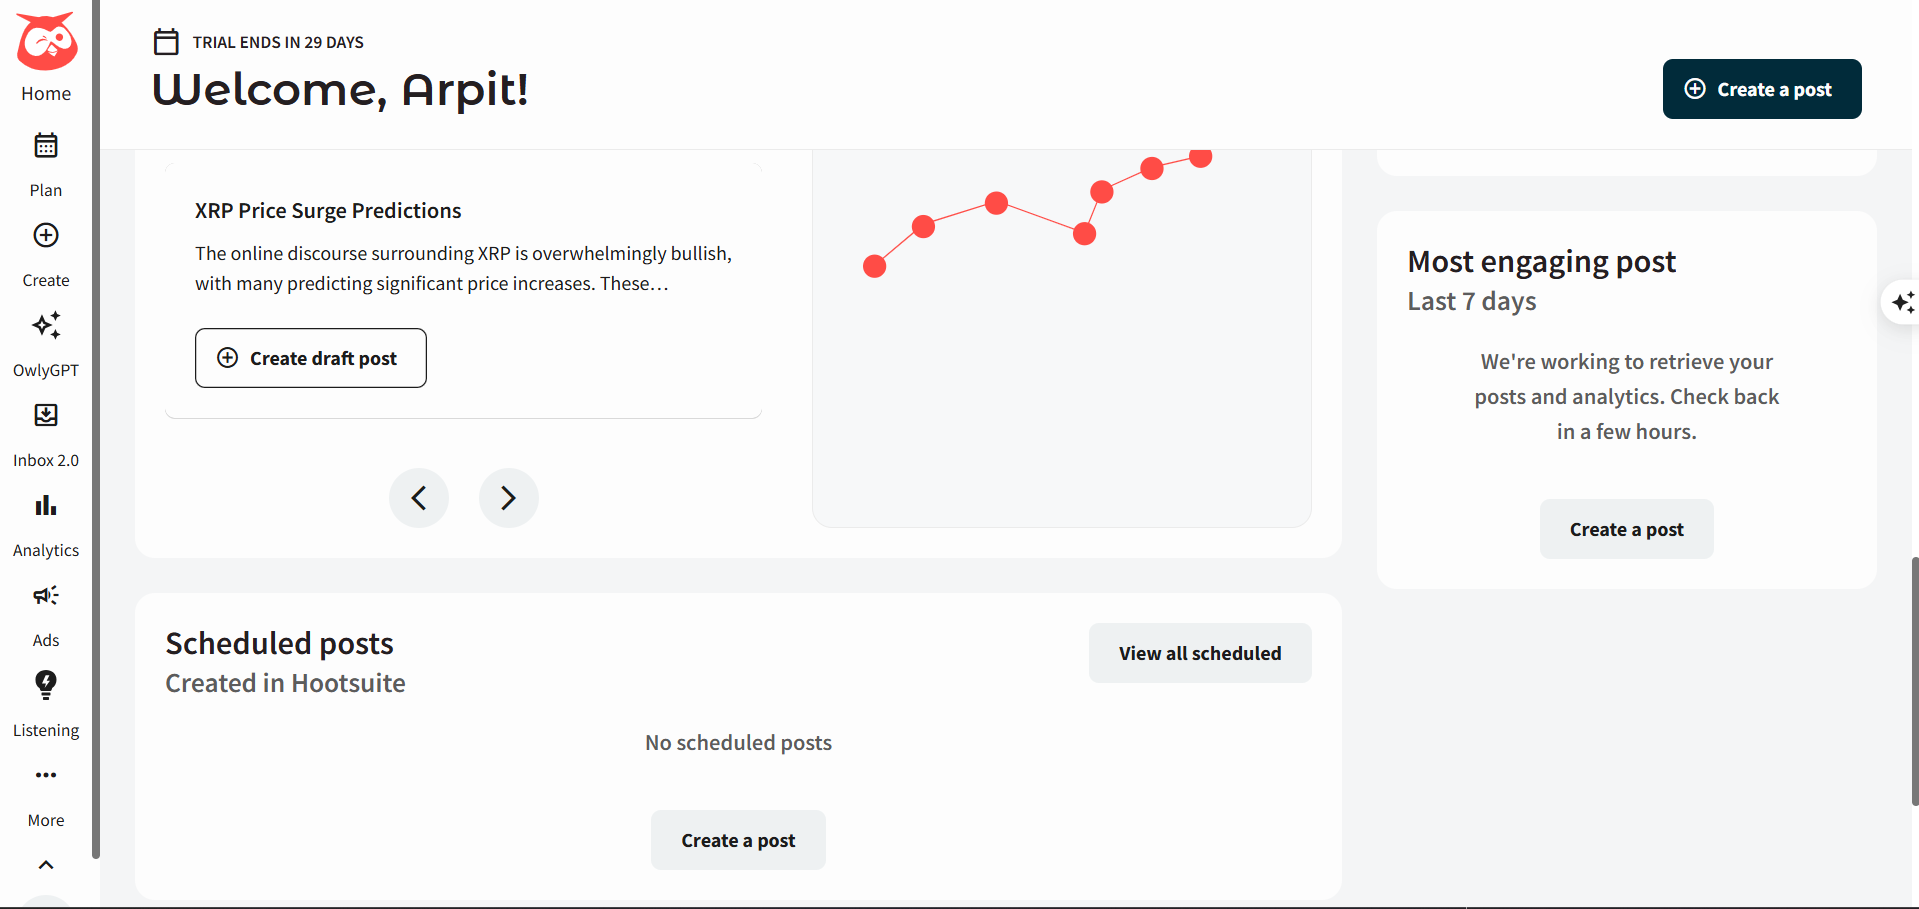 Home
Plan
Create
OwlyGPT
Inbox 2.0
Analytics
Ads
Listening
More
TRIAL ENDS IN 29 DAYS
Welcome, Arpit!
Create a post
XRP Price Surge Predictions
The online discourse surrounding XRP is overwhelmingly bullish,
with many predicting significant price increases. These…
Create draft post
Most engaging post
Last 7 days
We're working to retrieve your
posts and analytics. Check back
in a few hours.
Create a post
Scheduled posts
Created in Hootsuite
View all scheduled
No scheduled posts
Create a post